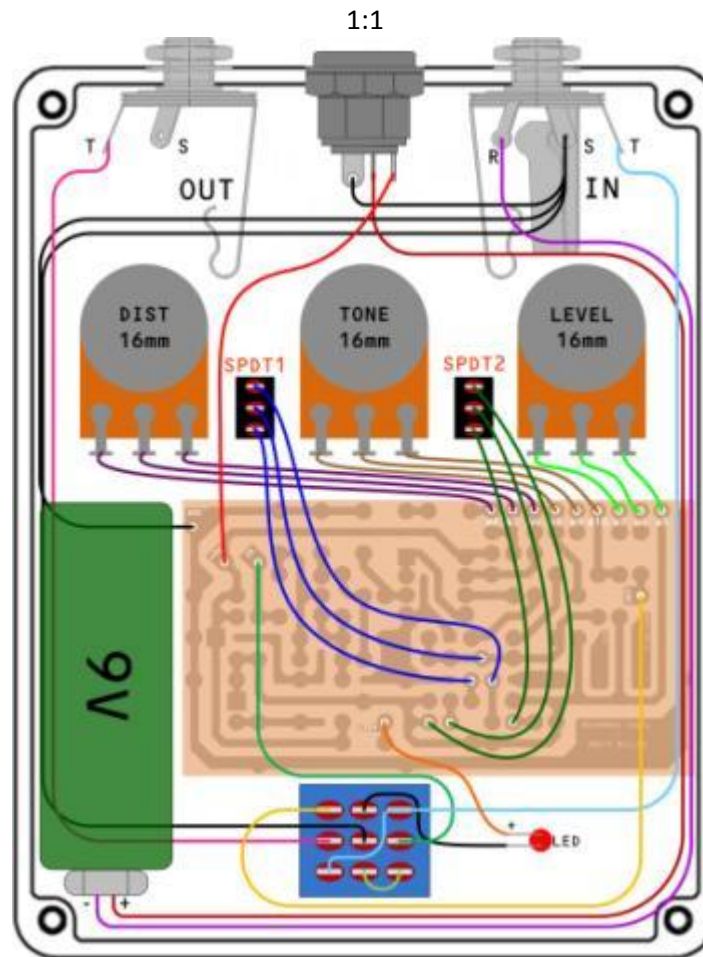 1:1
T
S
OUT
R
S
T
IN
DIST
16mm
TONE
16mm
LEVEL
16mm
SPDT1
SPDT2
9V
+
LED
- +